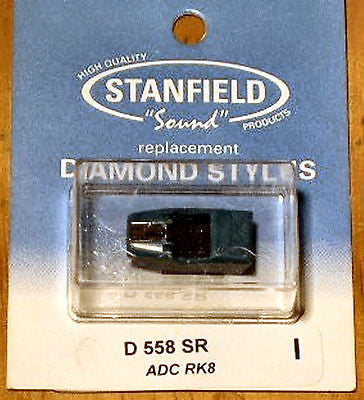 HIGH QUALITY
STANFIELD
"Sound"
PRODUCTS
replacement
DIAMOND STYLUS
D 558 SR
I
ADC RK8